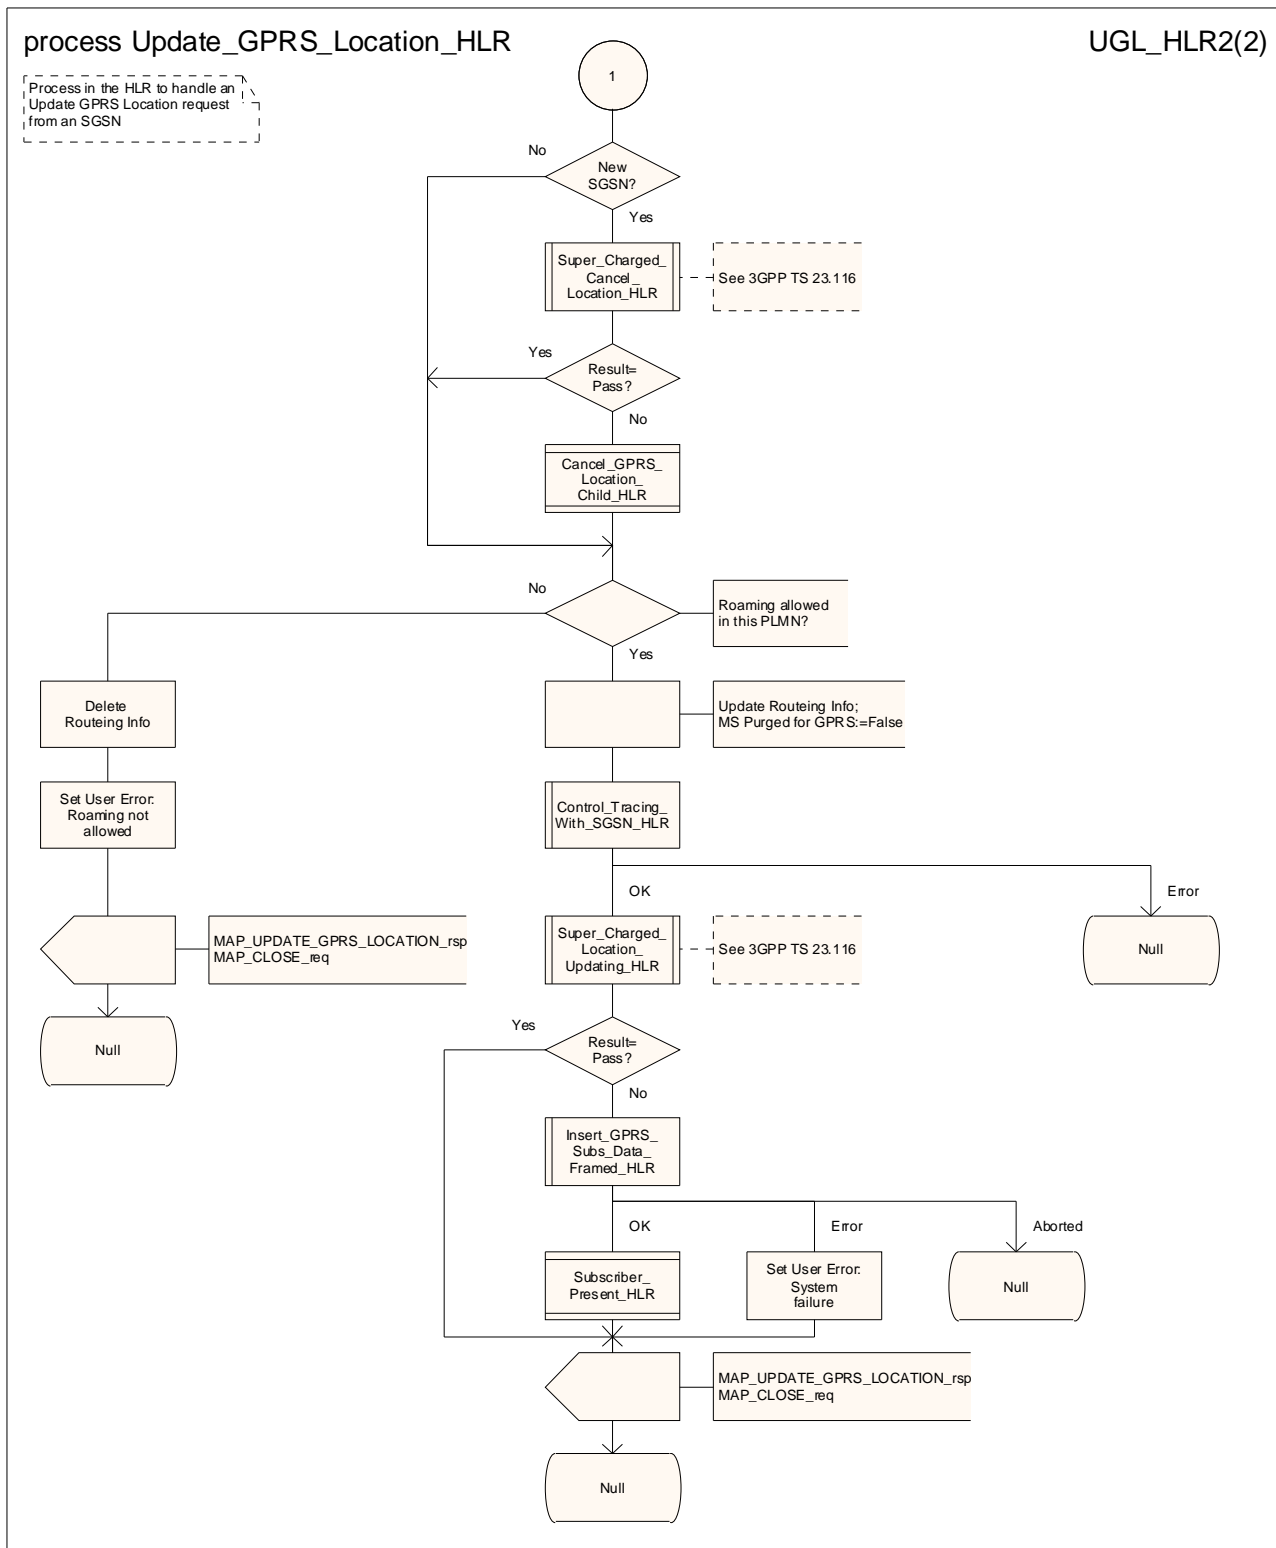 process Update_GPRS_Location_HLR
UGL_HLR2(2)
Process in the HLR to handle an
Update GPRS Location request
from an SGSN
1
No
New
SGSN?
Yes
Super_Charged_
Cancel_
Location_HLR
See 3GPP TS 23.116
Yes
Result=
Pass?
No
Cancel_GPRS_
Location_
Child_HLR
No
Roaming allowed
in this PLMN?
Yes
Delete
Routeing Info
Update Routeing Info;
MS Purged for GPRS:=False
Set User Error:
Roaming not
allowed
Control_Tracing_
With_SGSN_HLR
OK
Error
MAP_UPDATE_GPRS_LOCATION_rsp
MAP_CLOSE_req
Super_Charged_
Location_
Updating_HLR
See 3GPP TS 23.116
Null
Null
Yes
Result=
Pass?
No
Insert_GPRS_
Subs_Data_
Framed_HLR
OK
Error
Aborted
Subscriber_
Present_HLR
Set User Error:
System
failure
Null
MAP_UPDATE_GPRS_LOCATION_rsp
MAP_CLOSE_req
Null